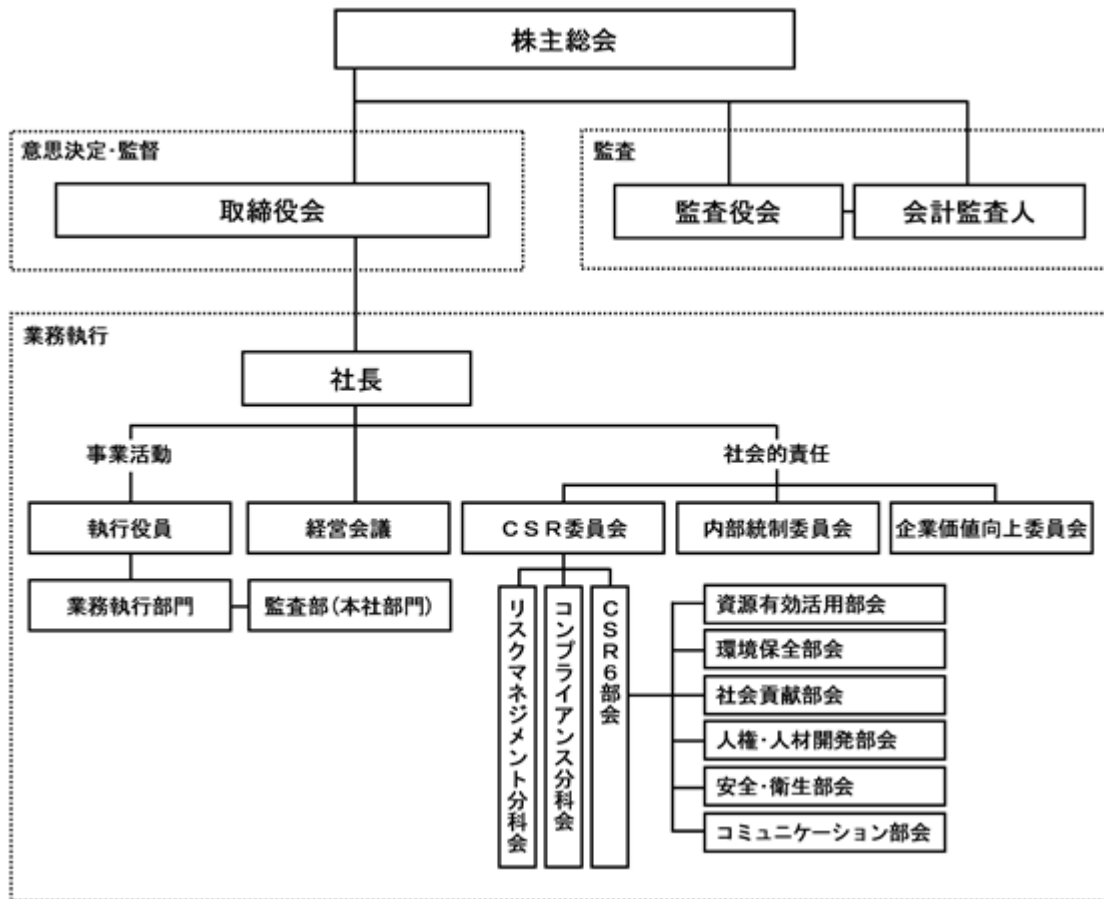 株主総会
意思決定・監督
監査
取締役会
監査役会
会計監査人
業務執行
社長
事業活動
社会的責任
執行役員
経営会議
CSR委員会
内部統制委員会
企業価値向上委員会
業務執行部門
監査部(本社部門)
リスクマネジメント分科会
コンプライアンス分科会
CSR6部会
資源有効活用部会
環境保全部会
社会貢献部会
人権・人材開発部会
安全・衛生部会
コミュニケーション部会